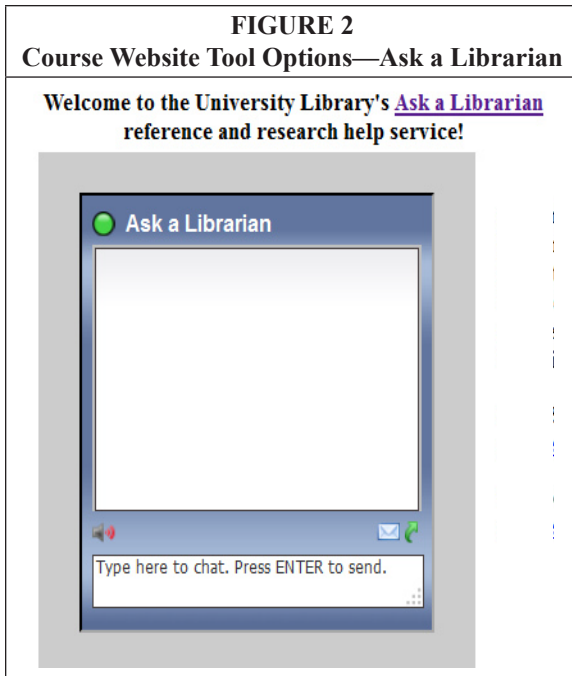 FIGURE 2
Course Website Tool Options—Ask a Librarian
Welcome to the University Library's Ask a Librarian
reference and research help service!
Ask a Librarian
Type here to chat. Press ENTER to send.